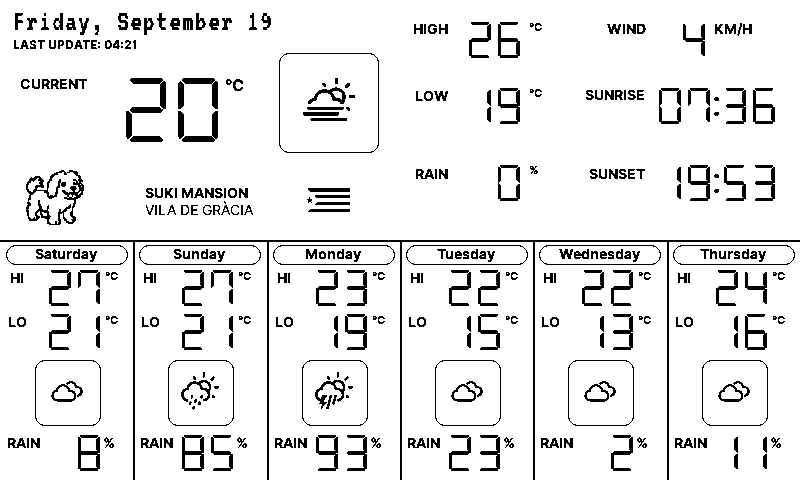 Friday, September 19
LAST UPDATE: 04:21
CURRENT 20 °C
HIGH 26 °C
WIND 4 KM/H
LOW 19 °C
SUNRISE 07:36
RAIN 0 %
SUNSET 19:53
SUKI MANSION
VILA DE GRÀCIA
Saturday
HI 27 °C
LO 21 °C
RAIN 8 %
Sunday
HI 27 °C
LO 21 °C
RAIN 85 %
Monday
HI 23 °C
LO 19 °C
RAIN 93 %
Tuesday
HI 22 °C
LO 15 °C
RAIN 23 %
Wednesday
HI 22 °C
LO 13 °C
RAIN 2 %
Thursday
HI 24 °C
LO 16 °C
RAIN 11 %